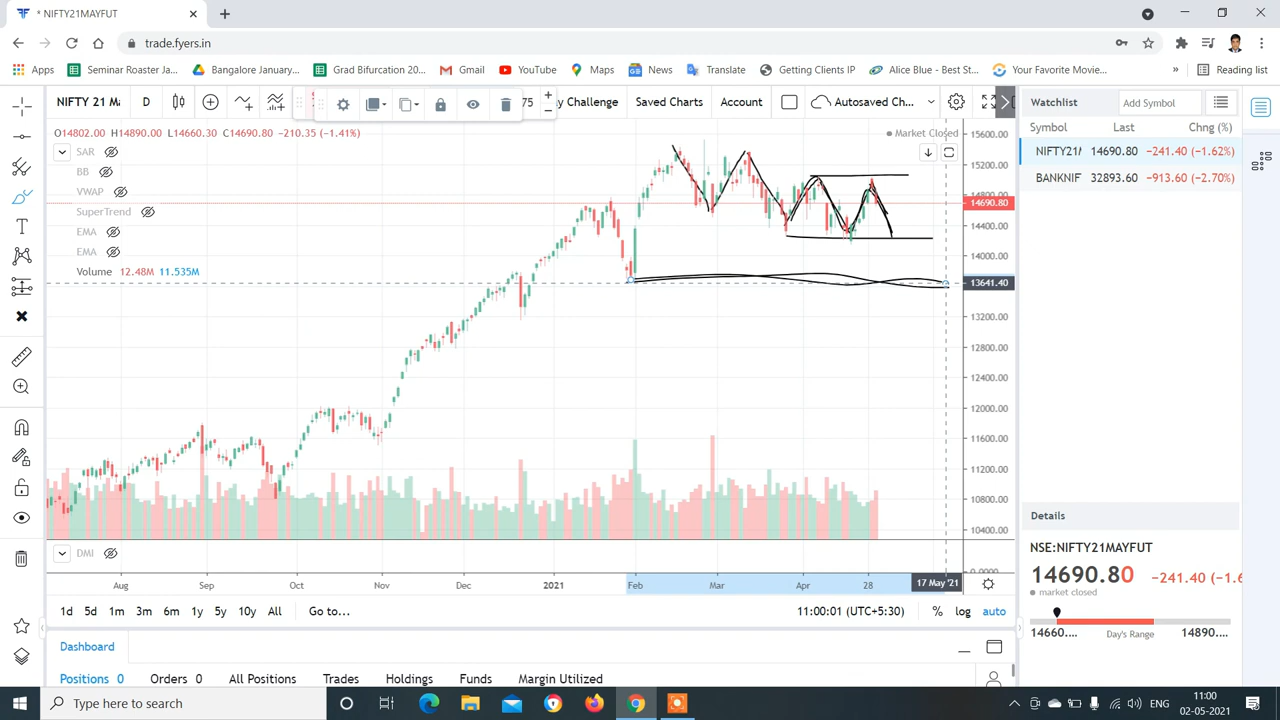 * NIFTY21MAYFUT
trade.fyers.in
Apps Seminar Roaster Ja... Bangalore January... Grad Bifurcation 20... Gmail YouTube Maps News Translate Getting Clients IP Alice Blue - Best St... Your Favorite Movie... » Reading list
NIFTY 21 Ma D 75 y Challenge Saved Charts Account Autosaved Ch...
Watchlist Add Symbol
O14802.00 H14890.00 L14660.30 C14690.80 -210.35 (-1.41%)
Market Closed
Symbol Last Chng (%)
SAR
NIFTY21 14690.80 -241.40 (-1.62%)
BB
BANKNIF 32893.60 -913.60 (-2.70%)
VWAP
SuperTrend
EMA
EMA
Volume 12.48M 11.535M
15600.00
15200.00
14800.00
14690.80
14400.00
14000.00
13641.40
13200.00
12800.00
12400.00
12000.00
11600.00
11200.00
10800.00
10400.00
0.0000
DMI
Aug Sep Oct Nov Dec 2021 Feb Mar Apr 28 17 May '21
1d 5d 1m 3m 6m 1y 5y 10y All Go to... 11:00:01 (UTC+5:30) % log auto
Details
NSE:NIFTY21MAYFUT
14690.80 -241.40 (-1.6
market closed
14660.... Day's Range 14890....
Dashboard
Positions 0 Orders 0 All Positions Trades Holdings Funds Margin Utilized
Type here to search
ENG
11:00
02-05-2021